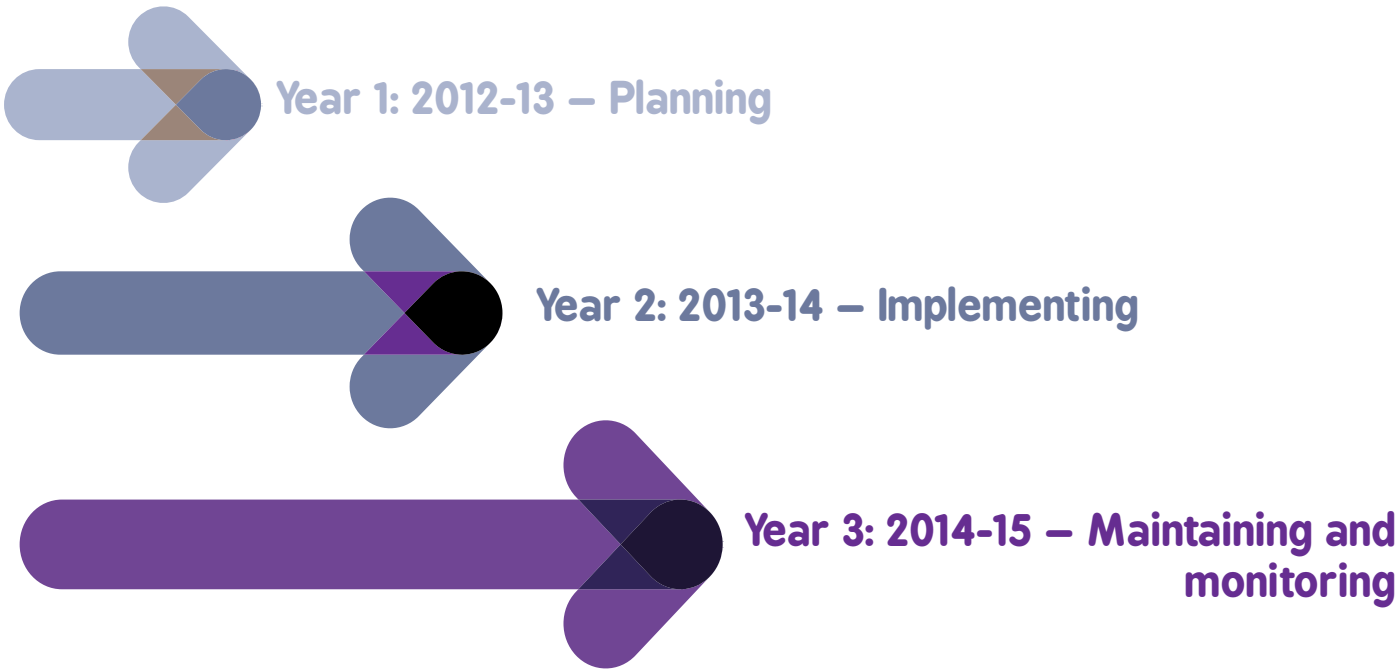 Year 1: 2012-13 – Planning
Year 2: 2013-14 – Implementing
Year 3: 2014-15 – Maintaining and
monitoring